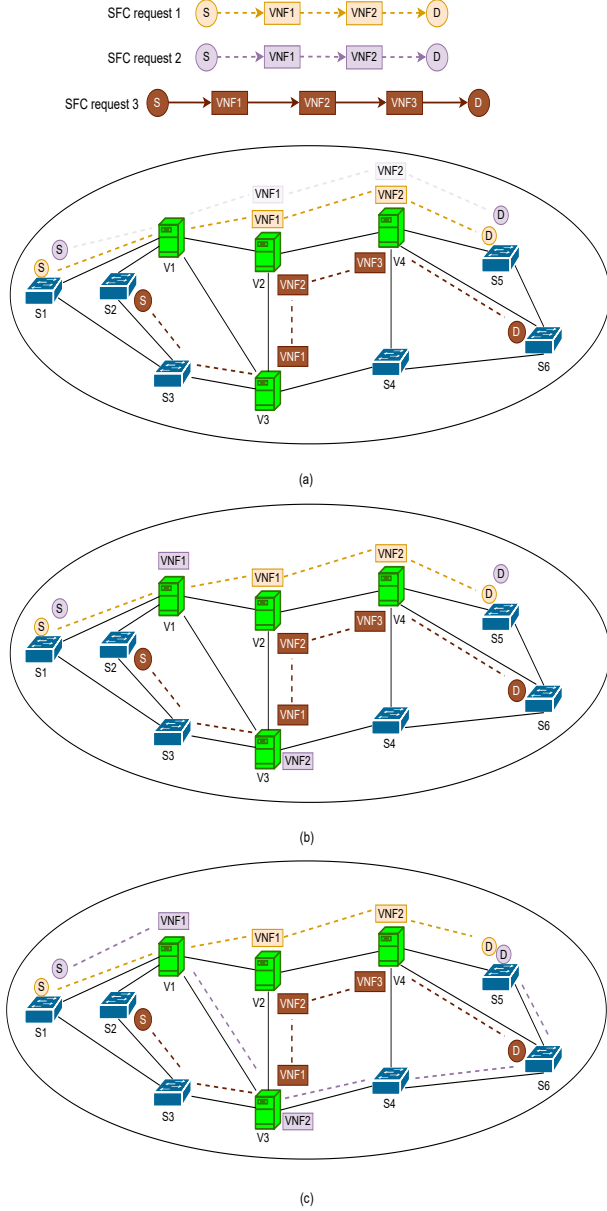 SFC request 1 S VNF1 VNF2 D
SFC request 2 S VNF1 VNF2 D
SFC request 3 S VNF1 VNF2 VNF3 D
VNF2
VNF1
VNF2
D
VNF1
D
S
S
V1
V2
VNF3
V4
S5
S1
S2
S
VNF2
D
VNF1
S3
V3
S4
S6
(a)
VNF1
VNF1
VNF2
D
S
D
S
V1
V2
VNF3
V4
S5
S1
S2
S
VNF2
D
VNF1
S3
V3
VNF2
S4
S6
(b)
VNF1
VNF1
VNF2
D
D
S
S
V1
V2
VNF3
V4
S5
S1
S2
S
VNF2
D
VNF1
S3
V3
VNF2
S4
S6
(c)